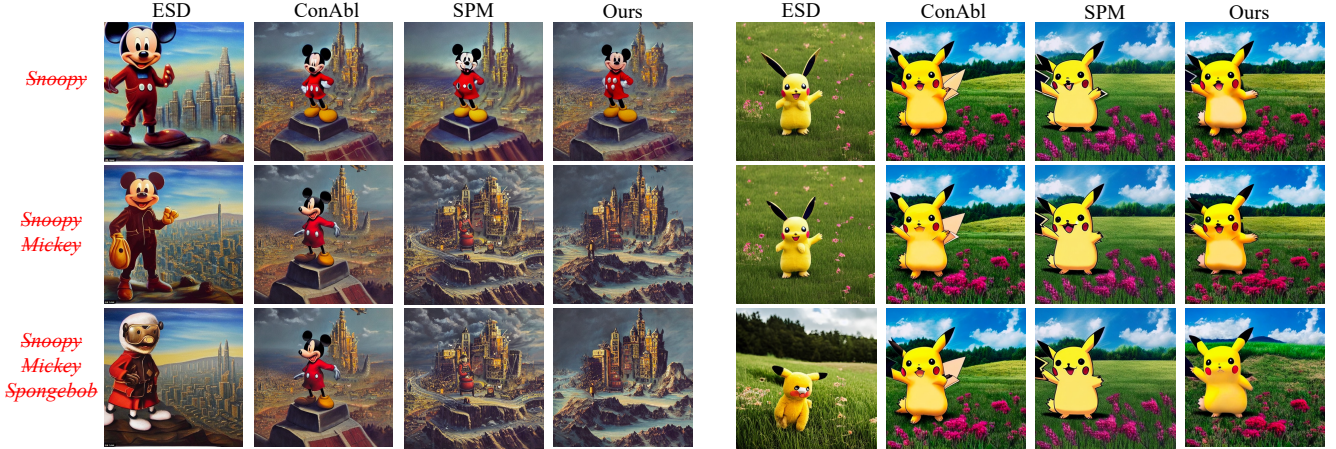 ESD ConAbl SPM Ours ESD ConAbl SPM Ours
Snoopy
Snoopy
Mickey
Snoopy
Mickey
Spongebob